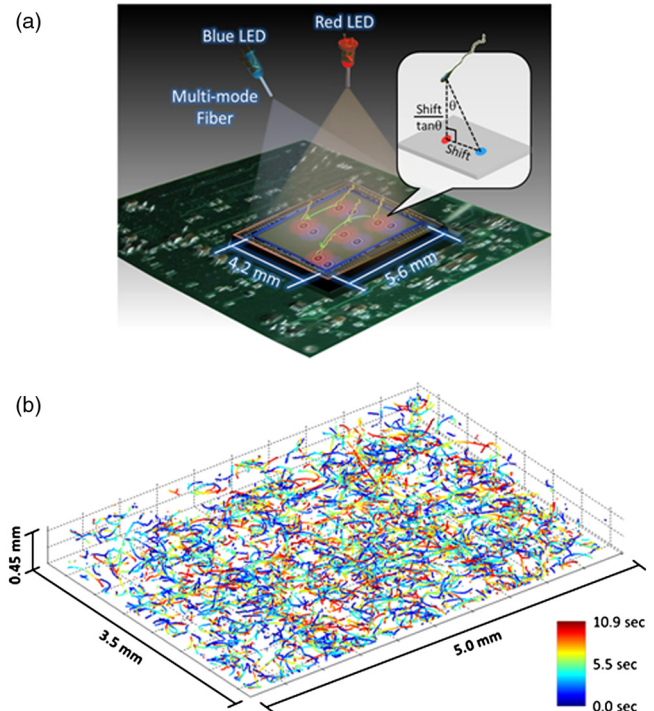 (a)
Blue LED
Red LED
Multi-mode
Fiber
Shift
tanθ
θ
Shift
4.2 mm
5.6 mm
(b)
0.45 mm
3.5 mm
5.0 mm
10.9 sec
5.5 sec
0.0 sec